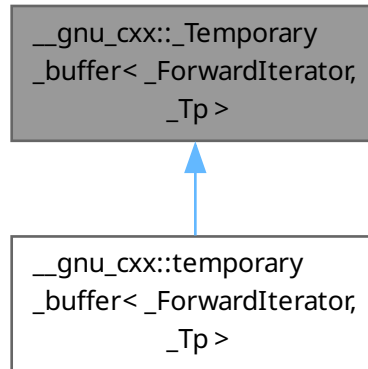 __gnu_cxx::_Temporary
_buffer< _ForwardIterator,
_Tp >
__gnu_cxx::temporary
_buffer< _ForwardIterator,
_Tp >